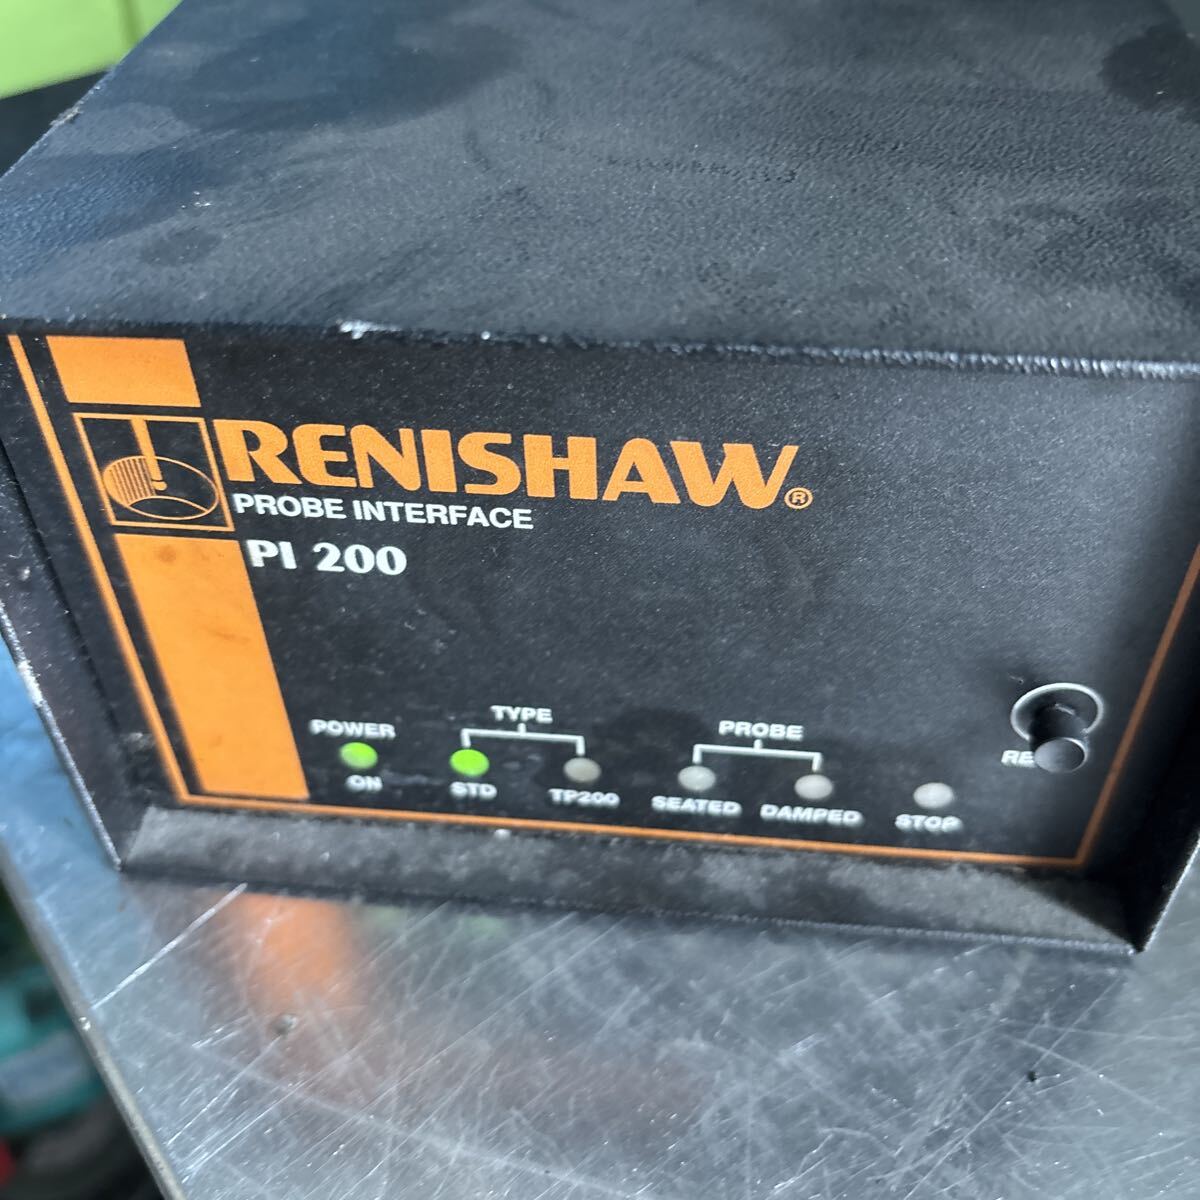 RENISHAW®
PROBE INTERFACE
PI 200
POWER
ON
TYPE
STD TP200
PROBE
SEATED DAMPED
STOP